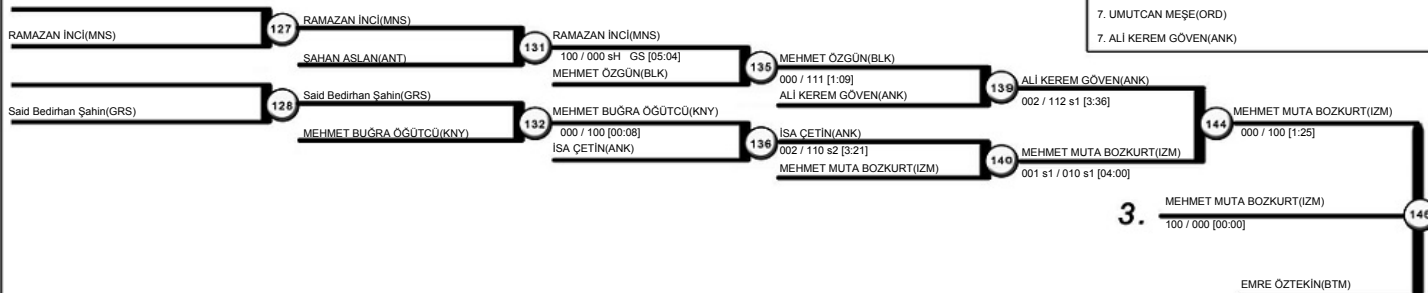 7. UMUTCAN MEŞE(ORD)
7. ALİ KEREM GÖVEN(ANK)
RAMAZAN İNCİ(MNS)
127
RAMAZAN İNCİ(MNS)
SAHAN ASLAN(ANT)
131
RAMAZAN İNCİ(MNS)
100 / 000 sH GS [05:04]
MEHMET ÖZGÜN(BLK)
135
MEHMET ÖZGÜN(BLK)
000 / 111 [1:09]
ALİ KEREM GÖVEN(ANK)
139
ALİ KEREM GÖVEN(ANK)
002 / 112 s1 [3:36]
144
MEHMET MUTA BOZKURT(IZM)
000 / 100 [1:25]
Said Bedirhan Şahin(GRS)
128
Said Bedirhan Şahin(GRS)
MEHMET BUĞRA ÖĞÜTCÜ(KNY)
132
MEHMET BUĞRA ÖĞÜTCÜ(KNY)
000 / 100 [00:08]
İSA ÇETİN(ANK)
136
İSA ÇETİN(ANK)
002 / 110 s2 [3:21]
MEHMET MUTA BOZKURT(IZM)
140
MEHMET MUTA BOZKURT(IZM)
001 s1 / 010 s1 [04:00]
3.
MEHMET MUTA BOZKURT(IZM)
100 / 000 [00:00]
146
EMRE ÖZTEKİN(BTM)